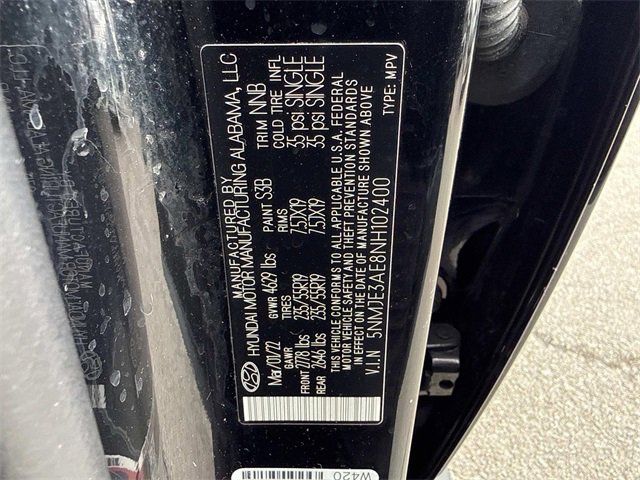 MANUFACTURED BY
HYUNDAI MOTOR MANUFACTURING ALABAMA, LLC
Mar/01/22 GVWR 4629 lbs PAINT S3B TRIM NNB
GAWR TIRES RIMS COLD TIRE INFL
FRONT 2778 lbs 235/55R19 7.5JX19 35 psi SINGLE
REAR 2646 lbs 235/55R19 7.5JX19 35 psi SINGLE
THIS VEHICLE CONFORMS TO ALL APPLICABLE U.S.A. FEDERAL
MOTOR VEHICLE SAFETY AND THEFT PREVENTION STANDARDS
IN EFFECT ON THE DATE OF MANUFACTURE SHOWN ABOVE
V.I.N 5NMJE3AE8NH102400 TYPE: MPV
W420